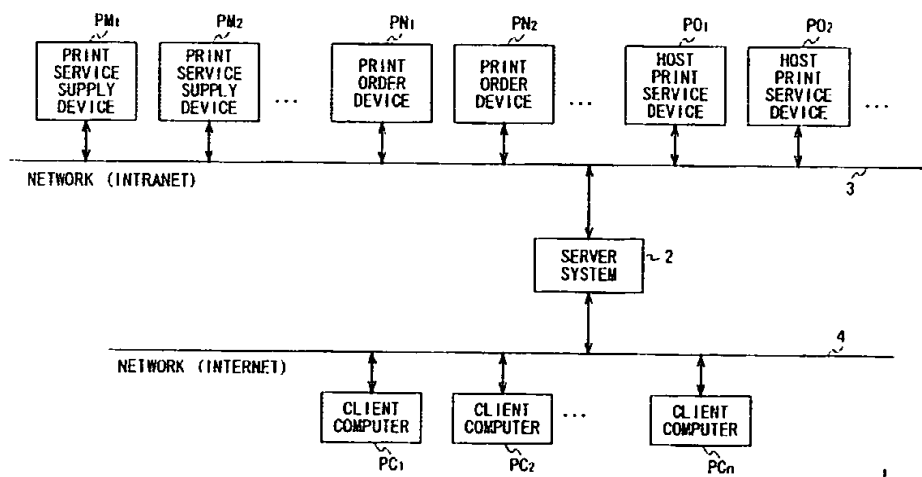 PM1 PM2 PN1 PN2 PO1 PO2
PRINT SERVICE SUPPLY DEVICE
PRINT SERVICE SUPPLY DEVICE
...
PRINT ORDER DEVICE
PRINT ORDER DEVICE
...
HOST PRINT SERVICE DEVICE
HOST PRINT SERVICE DEVICE
...
NETWORK (INTRANET)
3
SERVER SYSTEM
2
4
NETWORK (INTERNET)
CLIENT COMPUTER
CLIENT COMPUTER
...
CLIENT COMPUTER
PC1 PC2 PCn